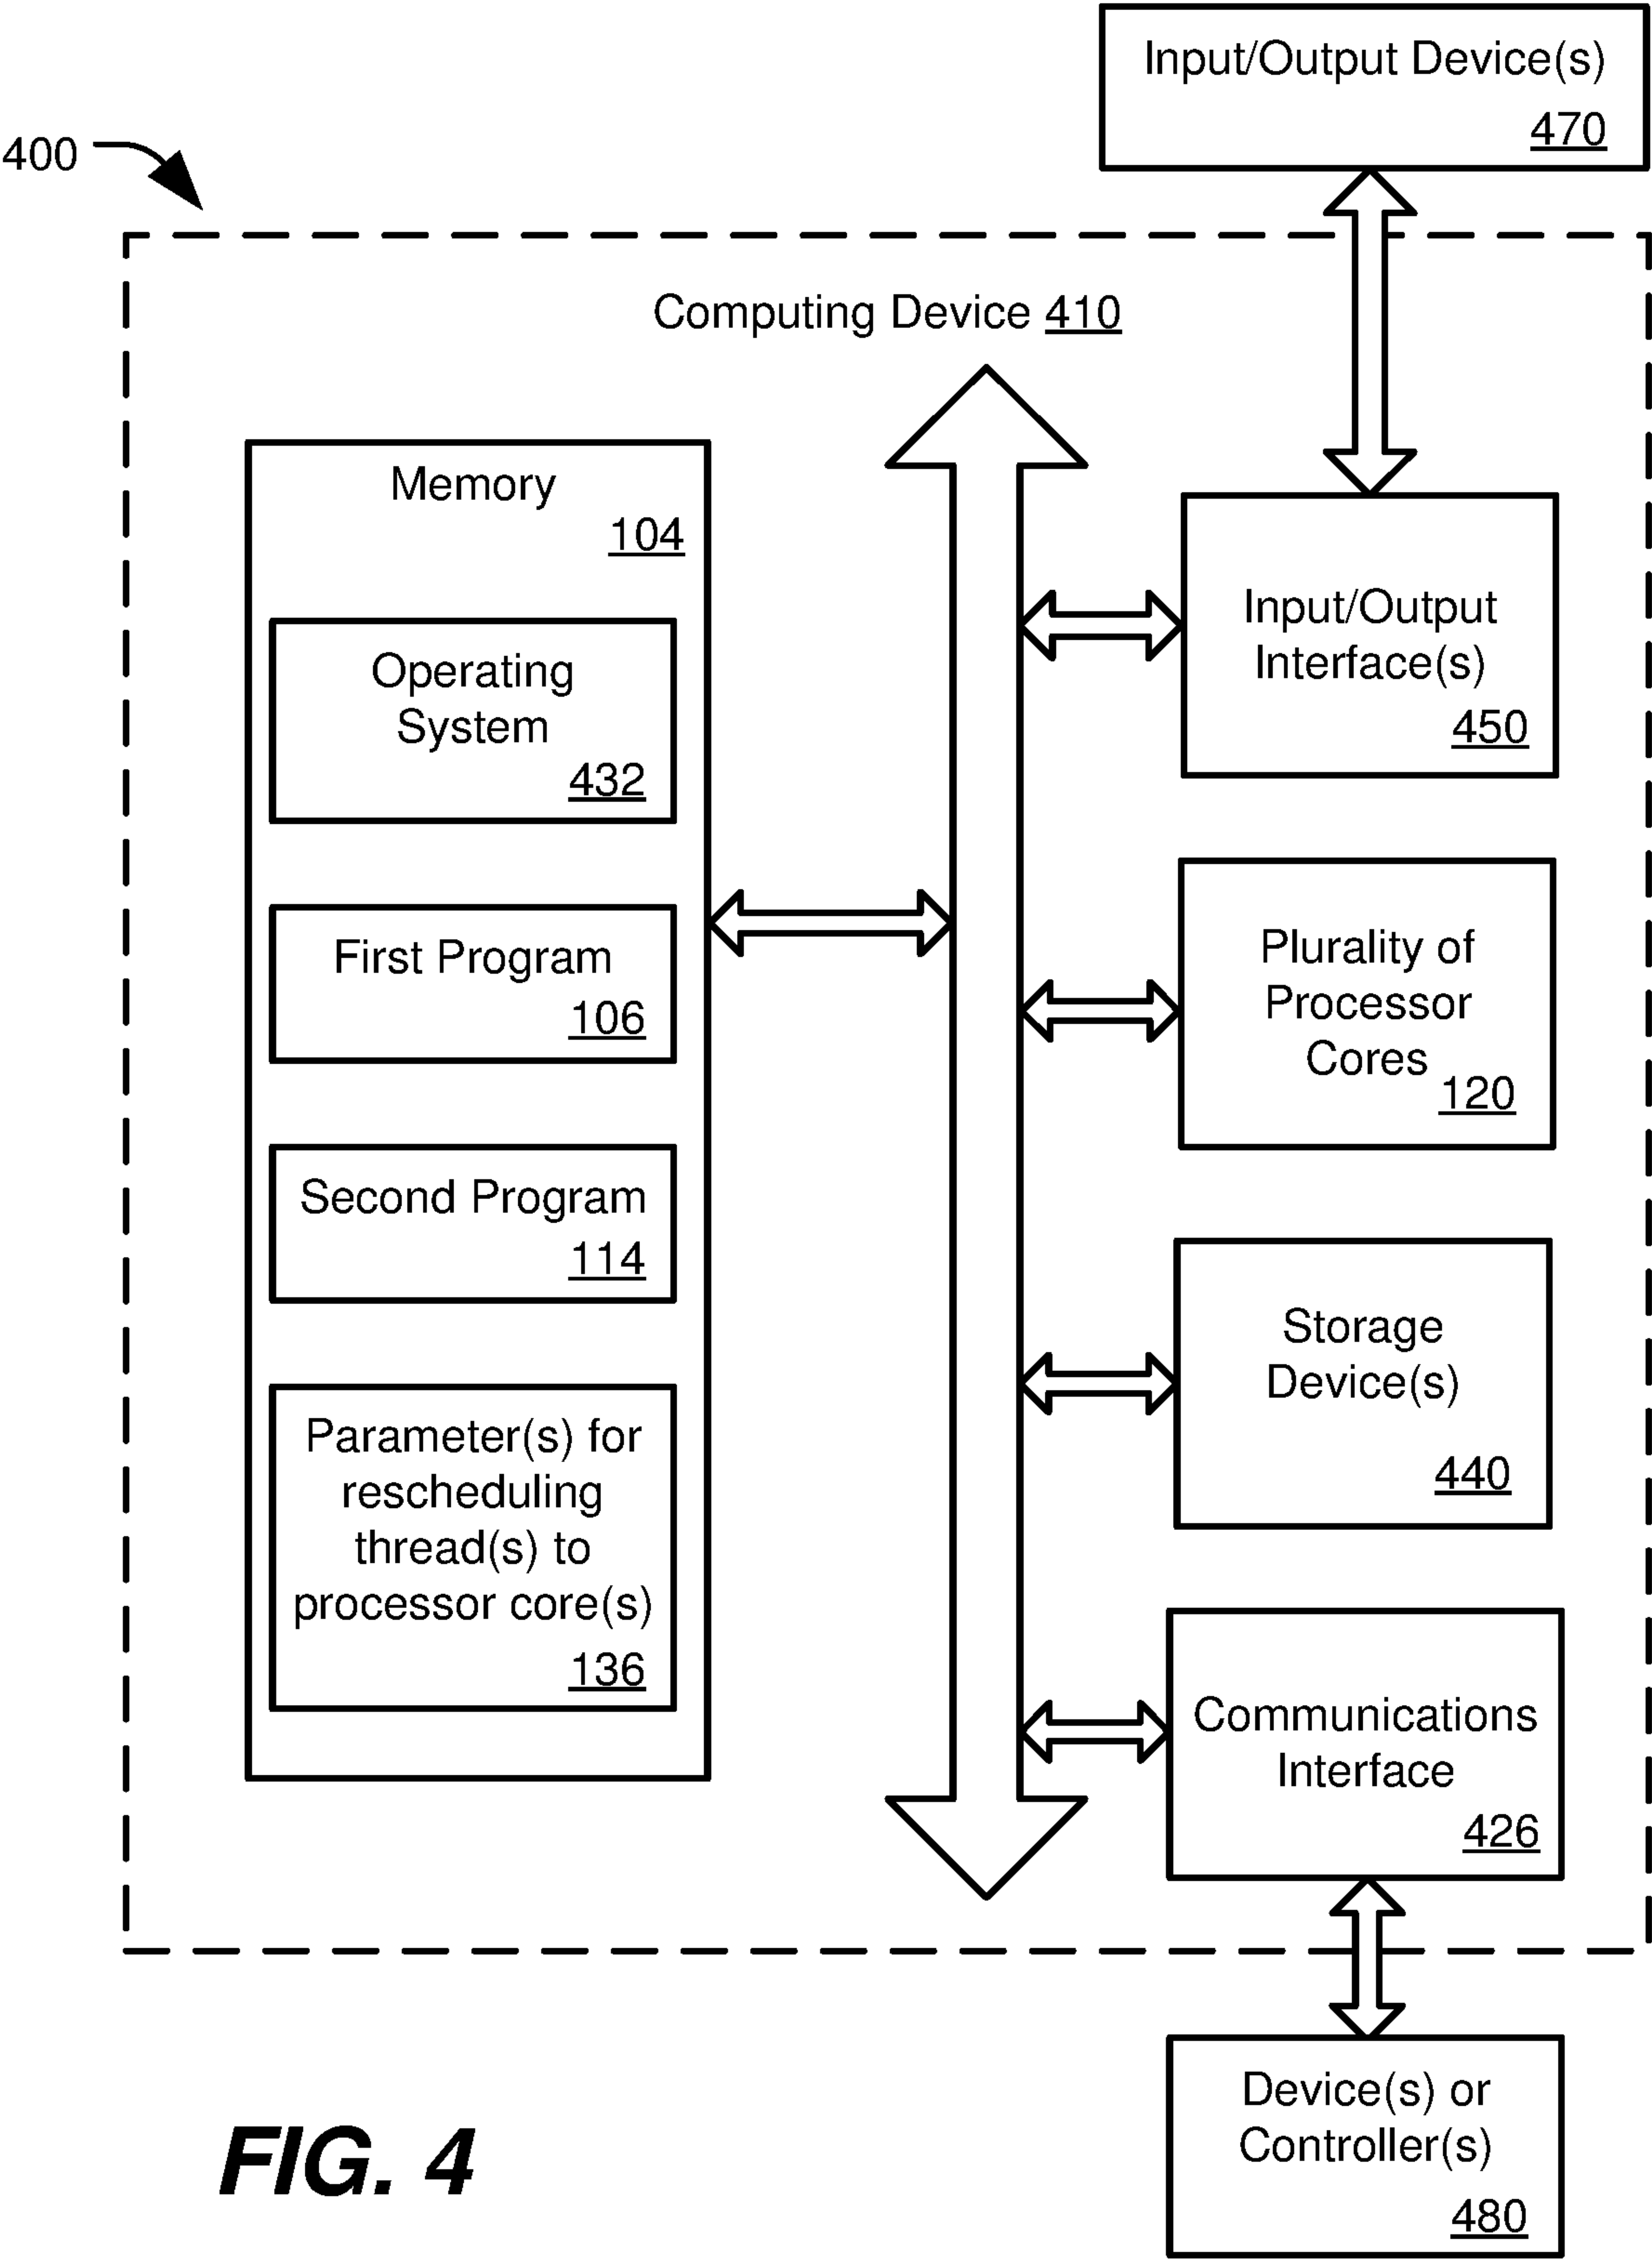 Input/Output Device(s)
470
400
Computing Device 410
Memory
104
Operating
System
432
First Program
106
Second Program
114
Parameter(s) for
rescheduling
thread(s) to
processor core(s)
136
Input/Output
Interface(s)
450
Plurality of
Processor
Cores
120
Storage
Device(s)
440
Communications
Interface
426
Device(s) or
Controller(s)
480
FIG. 4